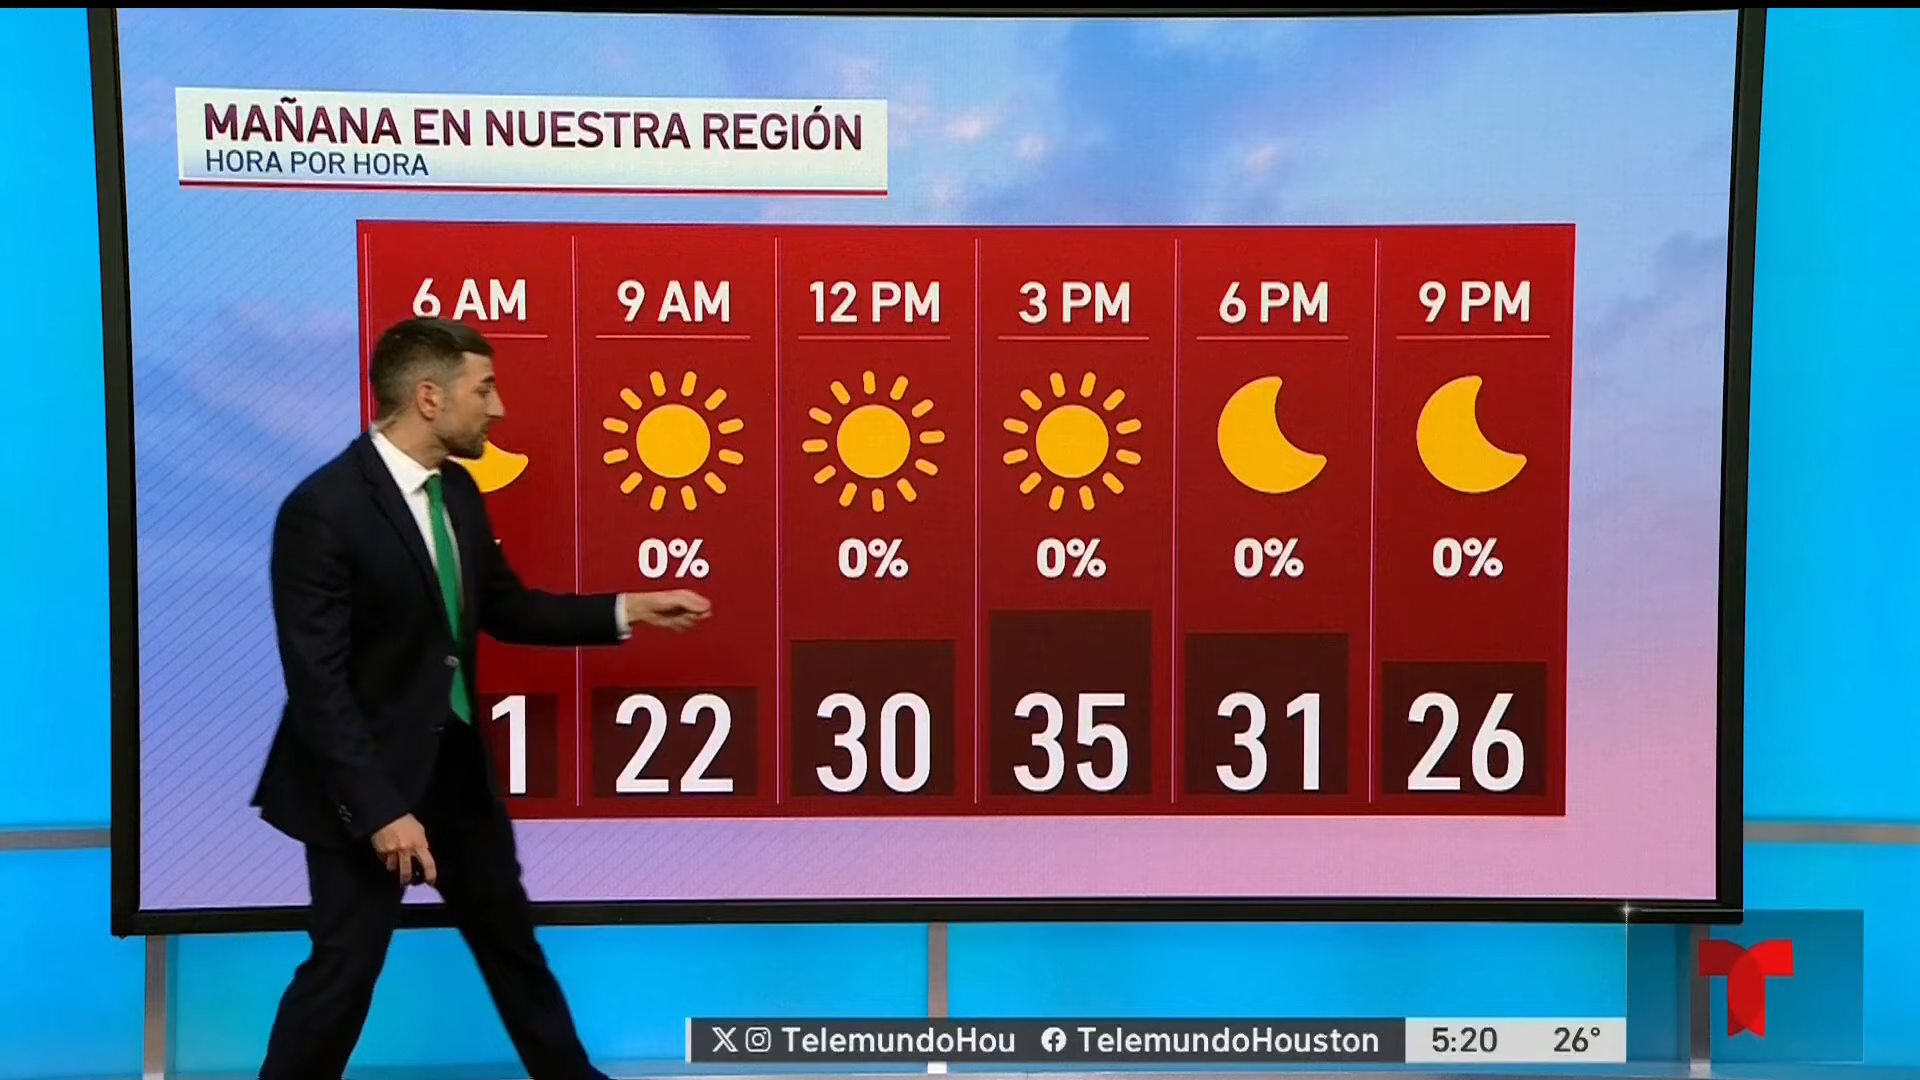 MAÑANA EN NUESTRA REGIÓN
HORA POR HORA
6 AM 9 AM 12 PM 3 PM 6 PM 9 PM
0% 0% 0% 0% 0%
1 22 30 35 31 26
TelemundoHou TelemundoHouston 5:20 26°